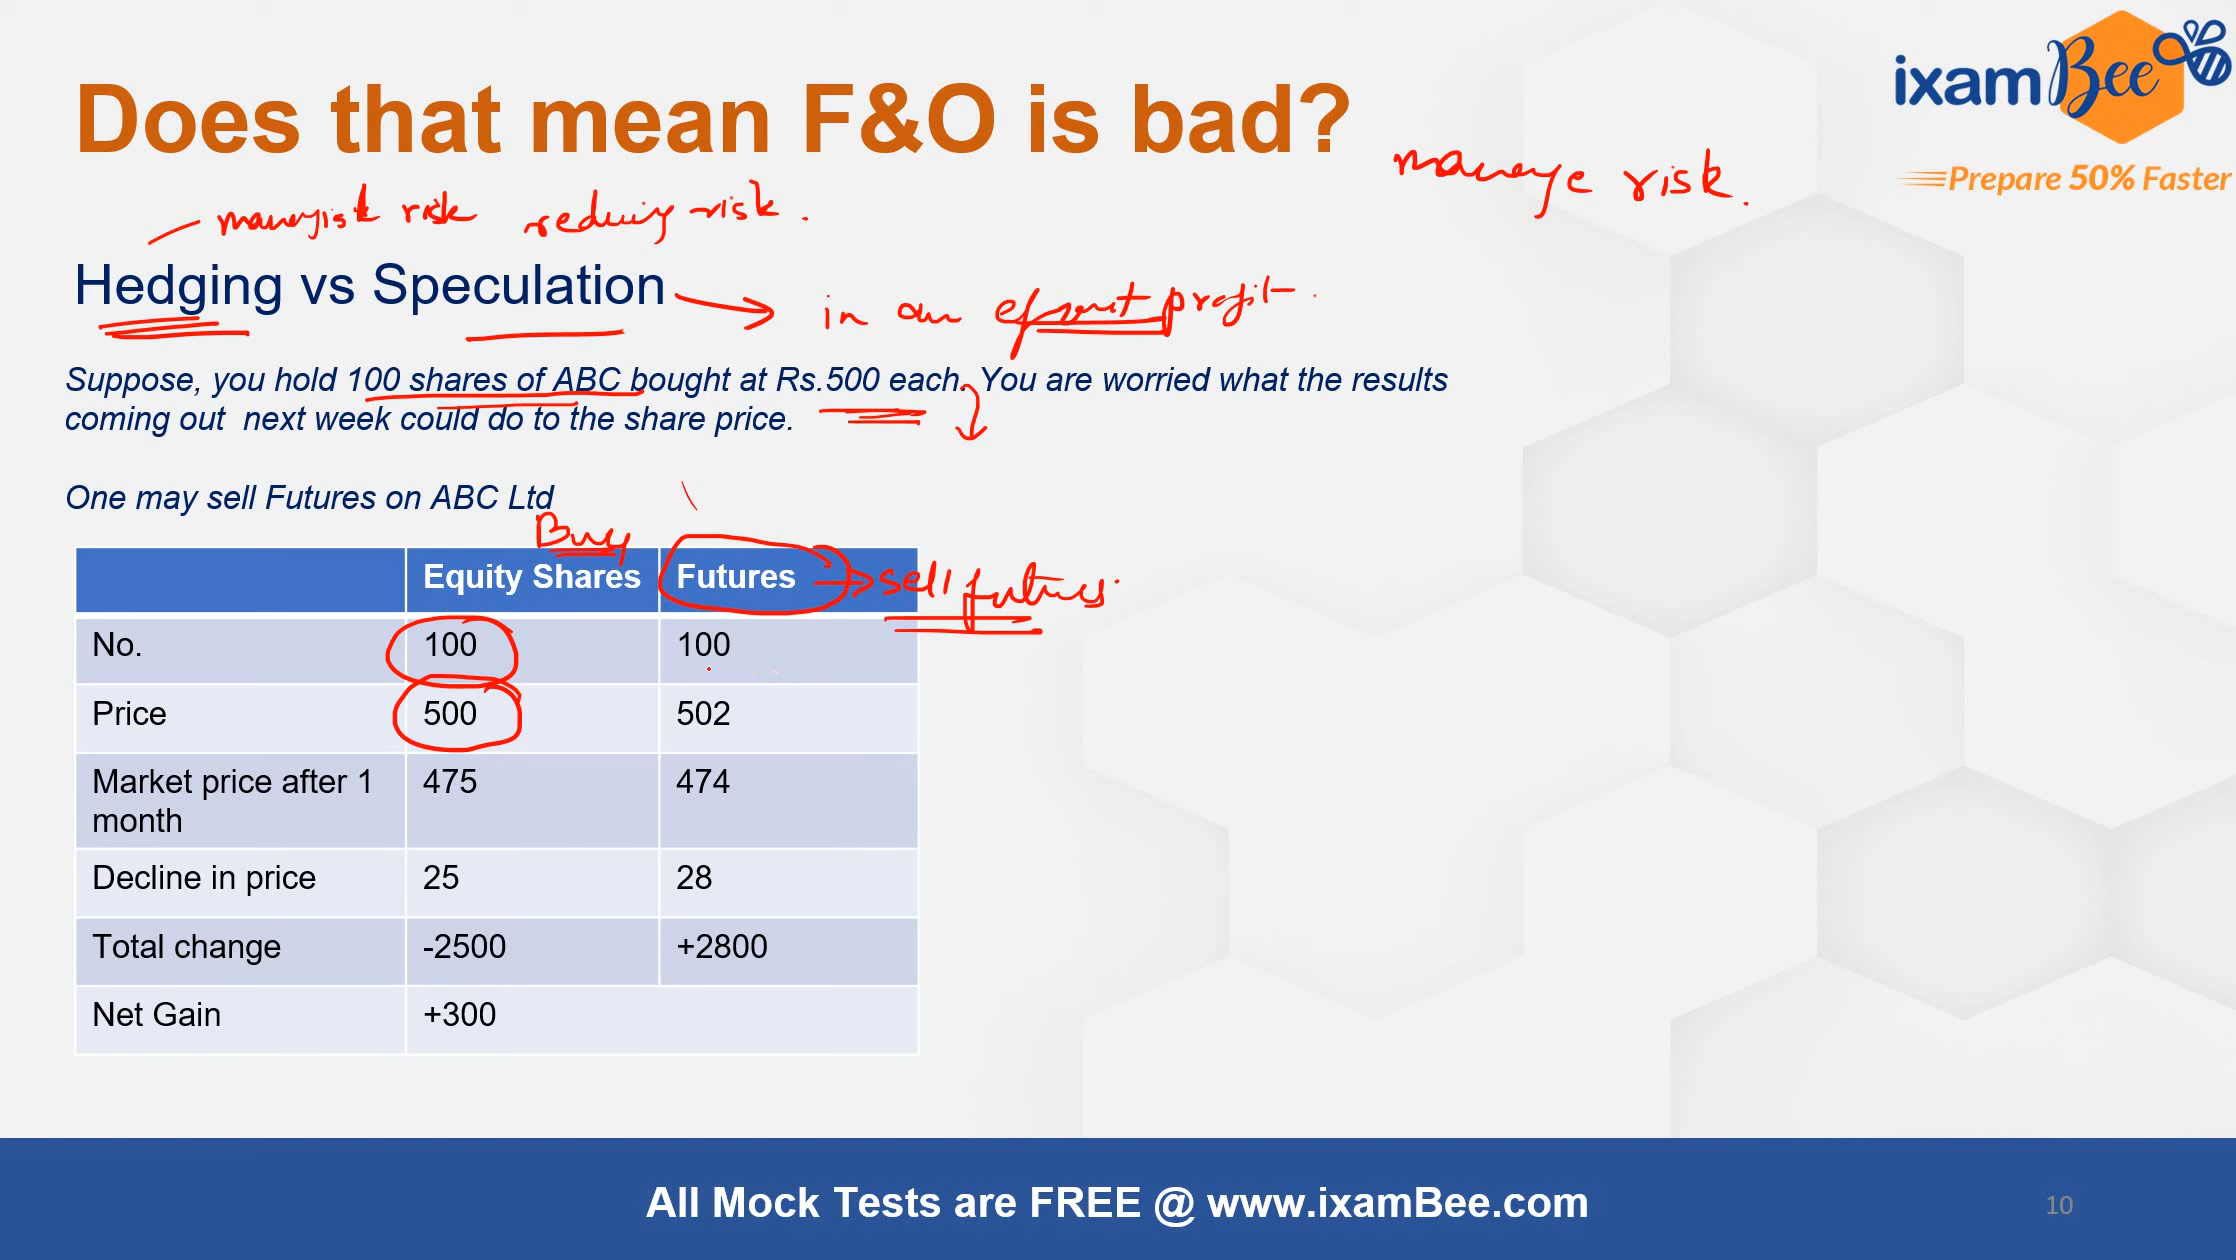 ixamBee
Prepare 50% Faster
Does that mean F&O is bad?
manage risk.
risk reducing risk.
Hedging vs Speculation
in an profit.
Suppose, you hold 100 shares of ABC bought at Rs.500 each. You are worried what the results
coming out next week could do to the share price.
One may sell Futures on ABC Ltd
Buy
Equity Shares Futures
sell futures.
No. 100 100
Price 500 502
Market price after 1
month 475 474
Decline in price 25 28
Total change -2500 +2800
Net Gain +300
All Mock Tests are FREE @ www.ixamBee.com
10